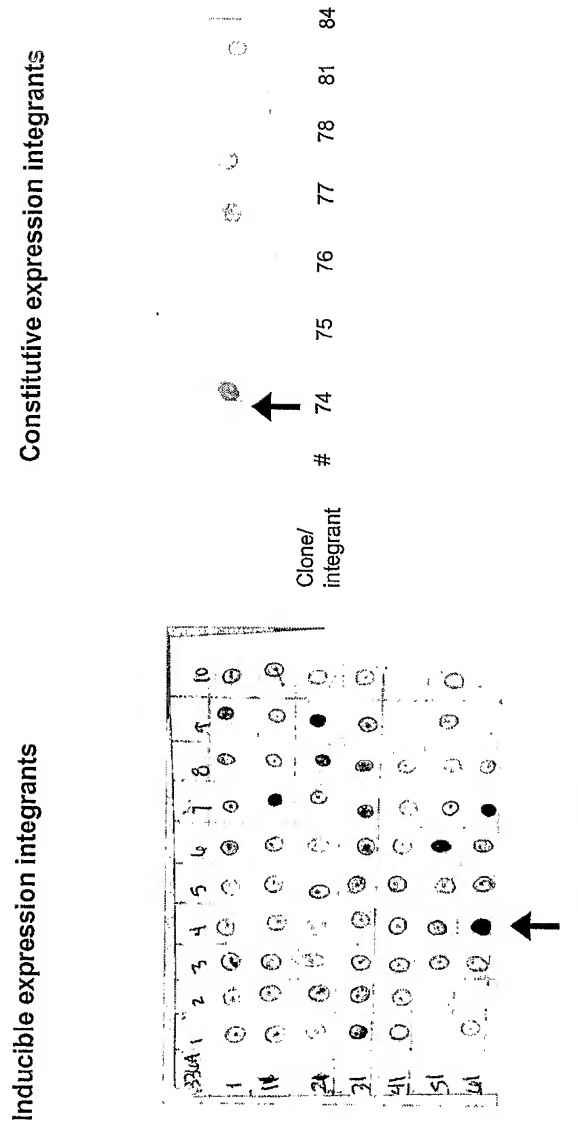 Inducible expression integrants
Constitutive expression integrants
1 2 3 4 5 6 7 8 9 10
1
11
21
31
41
51
61
Clone/
integrant
# 74 75 76 77 78 81 84